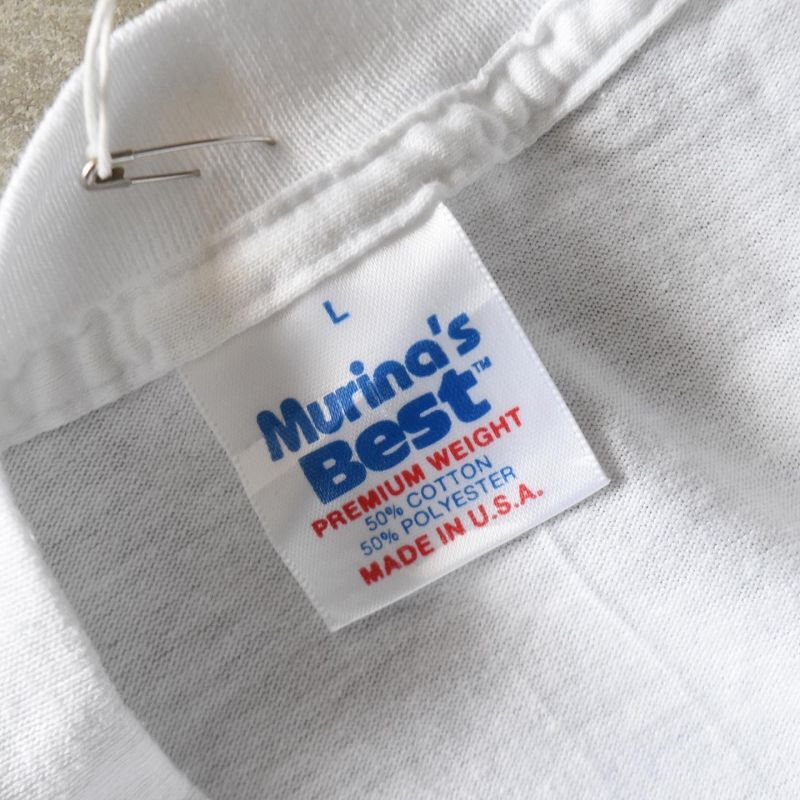 L
Murina's
Best™
PREMIUM WEIGHT
50% COTTON
50% POLYESTER
MADE IN U.S.A.